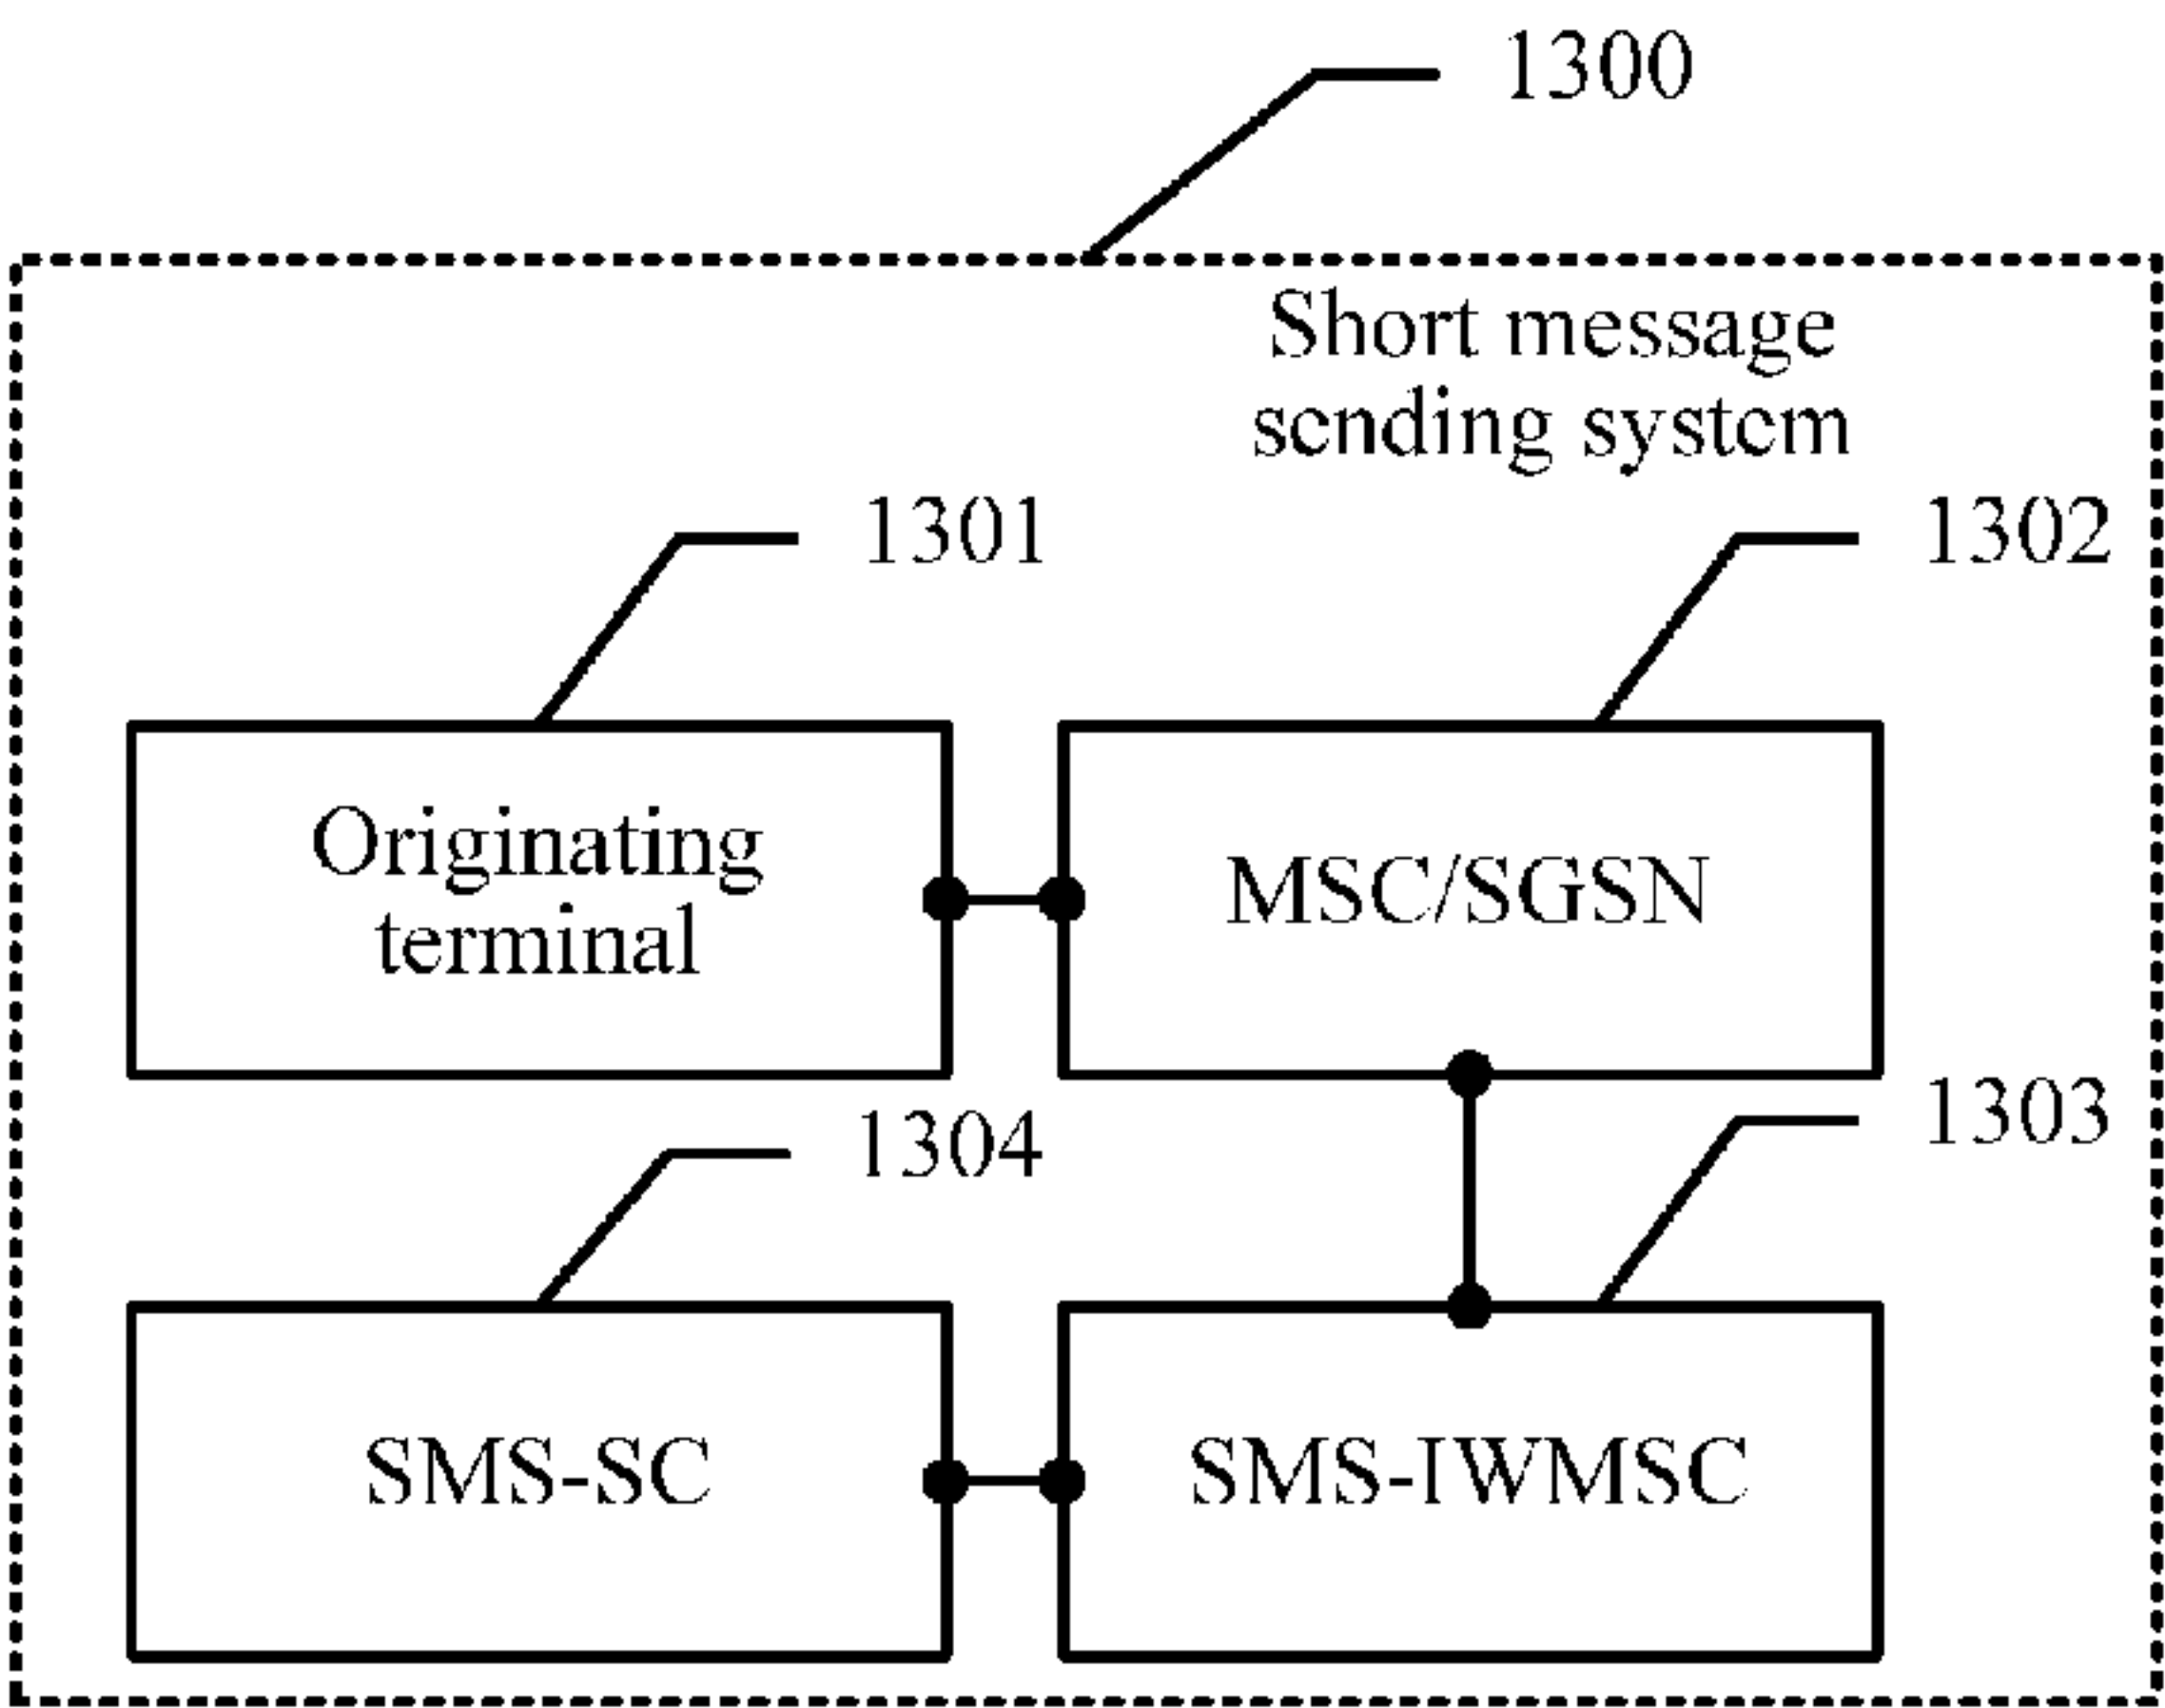 1300
Short message
sending system
1301
1302
Originating
terminal
MSC/SGSN
1304
1303
SMS-SC
SMS-IWMSC